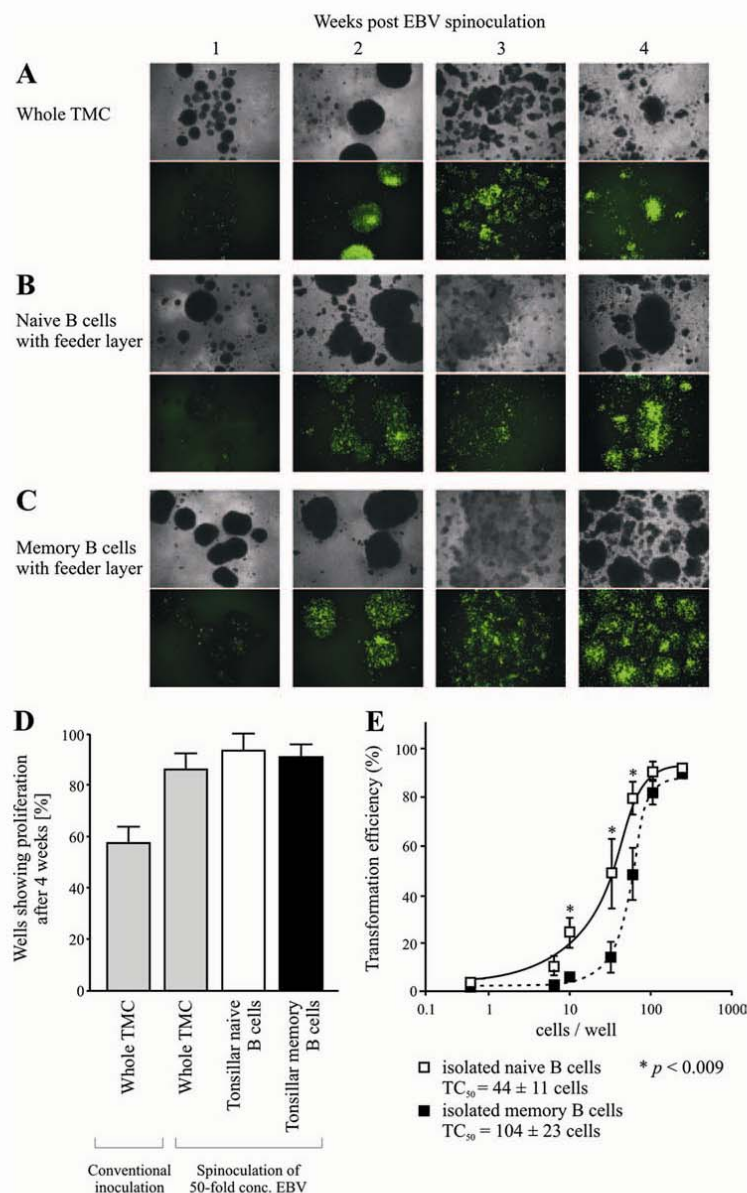 Weeks post EBV spinoculation
1 2 3 4
A
Whole TMC
B
Naive B cells
with feeder layer
C
Memory B cells
with feeder layer
D
Wells showing proliferation
after 4 weeks [%]
100
80
60
40
20
0
Whole TMC
Whole TMC
Tonsillar naive
B cells
Tonsillar memory
B cells
Conventional
inoculation
Spinoculation of
50-fold conc. EBV
E
Transformation efficiency (%)
100
80
60
40
20
0
*
*
*
0.1 1 10 100 1000
cells / well
isolated naive B cells
TC50 = 44 ± 11 cells
* p < 0.009
isolated memory B cells
TC50 = 104 ± 23 cells